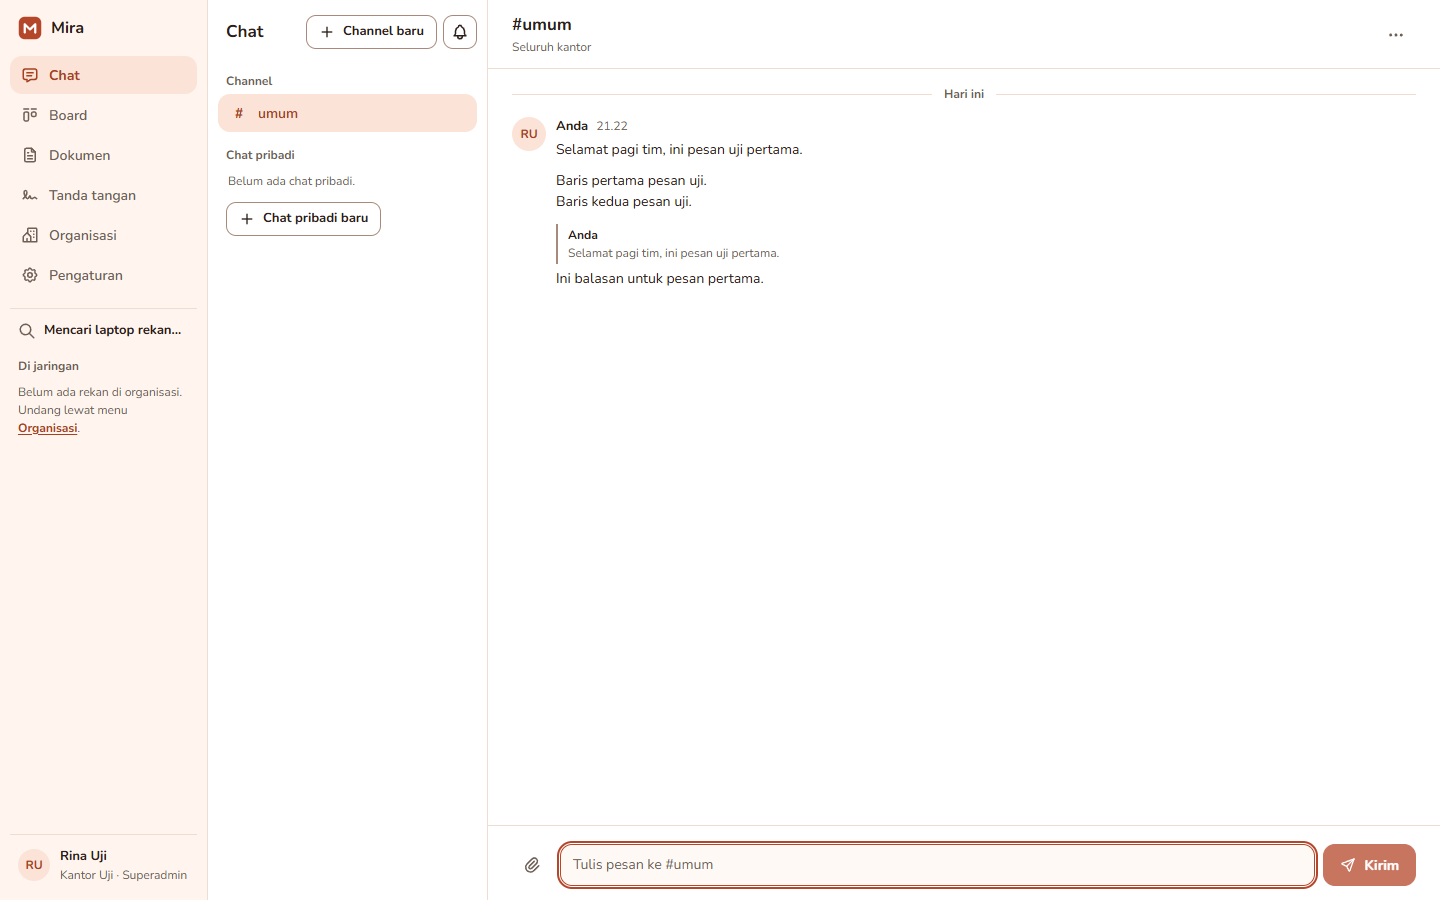 Mira
Chat
Board
Dokumen
Tanda tangan
Organisasi
Pengaturan
Mencari laptop rekan...
Di jaringan
Belum ada rekan di organisasi.
Undang lewat menu
Organisasi.
RU
Rina Uji
Kantor Uji · Superadmin
Chat
Channel baru
Channel
# umum
Chat pribadi
Belum ada chat pribadi.
Chat pribadi baru
#umum
Seluruh kantor
Hari ini
RU
Anda 21.22
Selamat pagi tim, ini pesan uji pertama.
Baris pertama pesan uji.
Baris kedua pesan uji.
Anda
Selamat pagi tim, ini pesan uji pertama.
Ini balasan untuk pesan pertama.
Tulis pesan ke #umum
Kirim